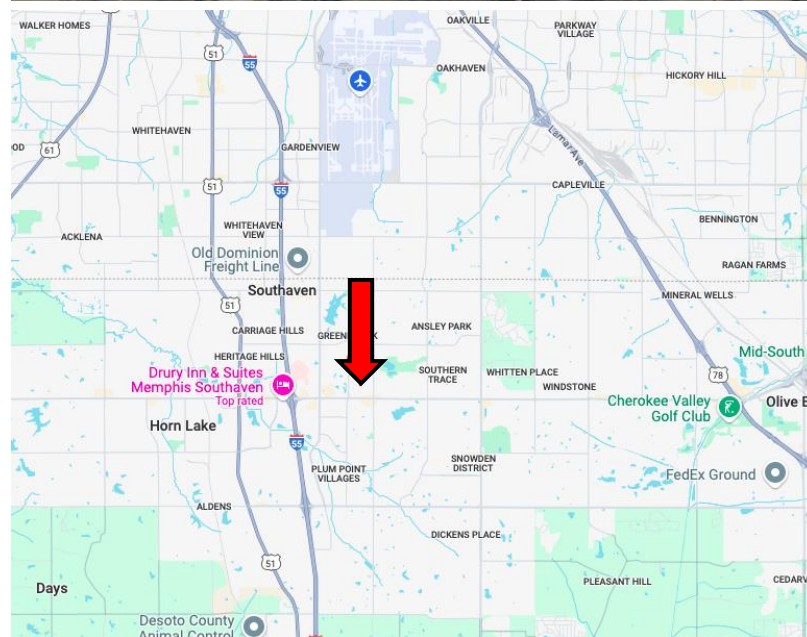 WALKER HOMES
OAKVILLE
PARKWAY
VILLAGE
51
55
OAKHAVEN
HICKORY HILL
Lamar Ave
WHITEHAVEN
61
GARDENVIEW
51
55
CAPLEVILLE
BENNINGTON
WHITEHAVEN
VIEW
ACKLENA
Old Dominion
Freight Line
RAGAN FARMS
Southaven
MINERAL WELLS
51
CARRIAGE HILLS
ANSLEY PARK
HERITAGE HILLS
Mid-South
Drury Inn & Suites
Memphis Southaven
Top rated
SOUTHERN
TRACE
WHITTEN PLACE
78
WINDSTONE
Cherokee Valley
Golf Club
Olive
Horn Lake
55
PLUM POINT
VILLAGES
SNOWDEN
DISTRICT
FedEx Ground
ALDENS
DICKENS PLACE
51
PLEASANT HILL
CEDARV
Days
Desoto County
Animal Control